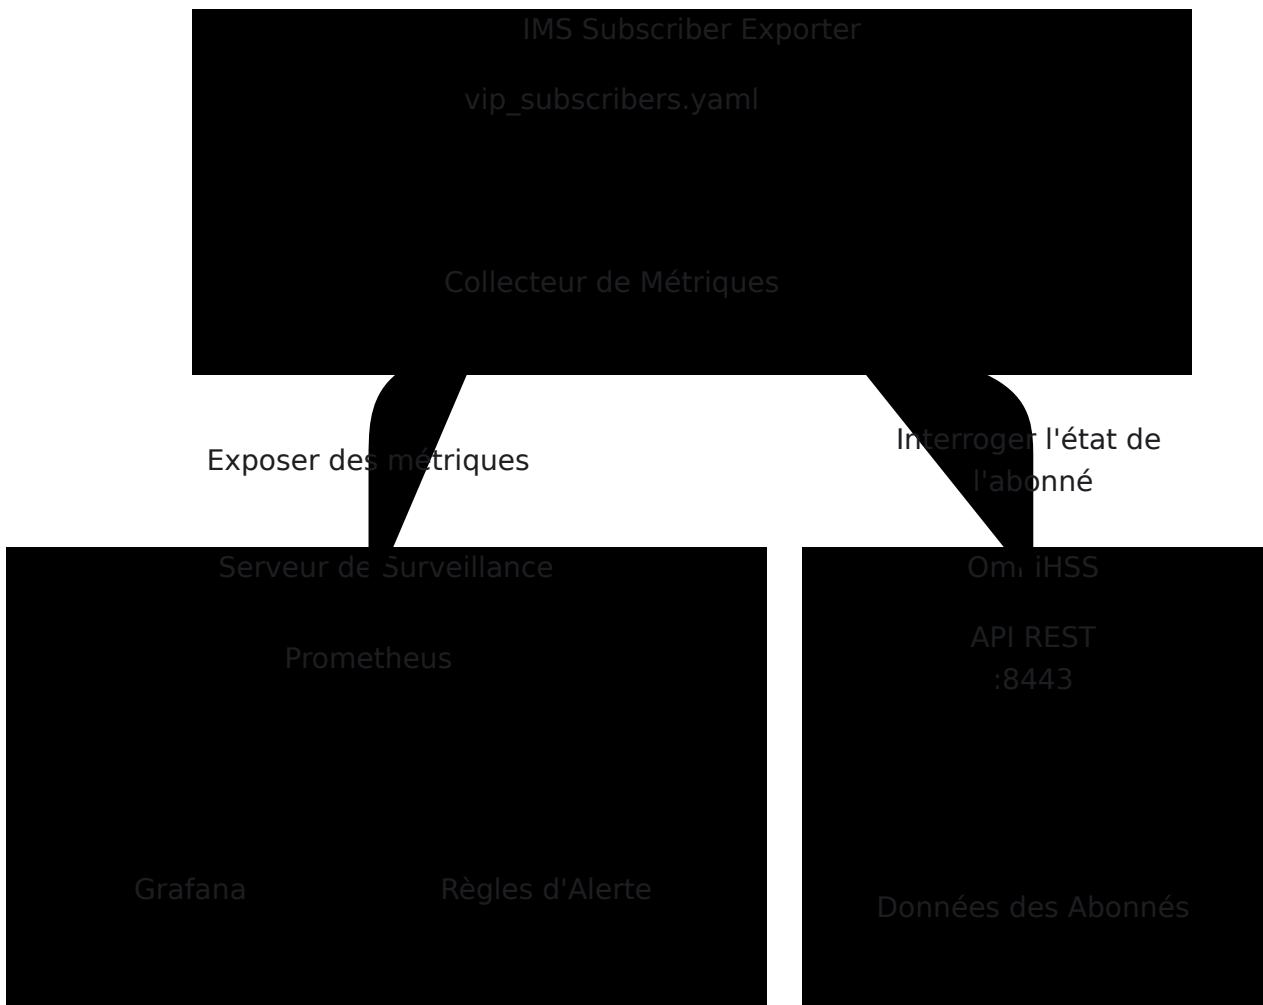 IMS Subscriber Exporter
vip_subscribers.yaml
Collecteur de Métriques
Exposer des métriques
Interroger l'état de
l'abonné
Serveur de Surveillance
Prometheus
Grafana
Règles d'Alerte
OmniHSS
API REST
:8443
Données des Abonnés